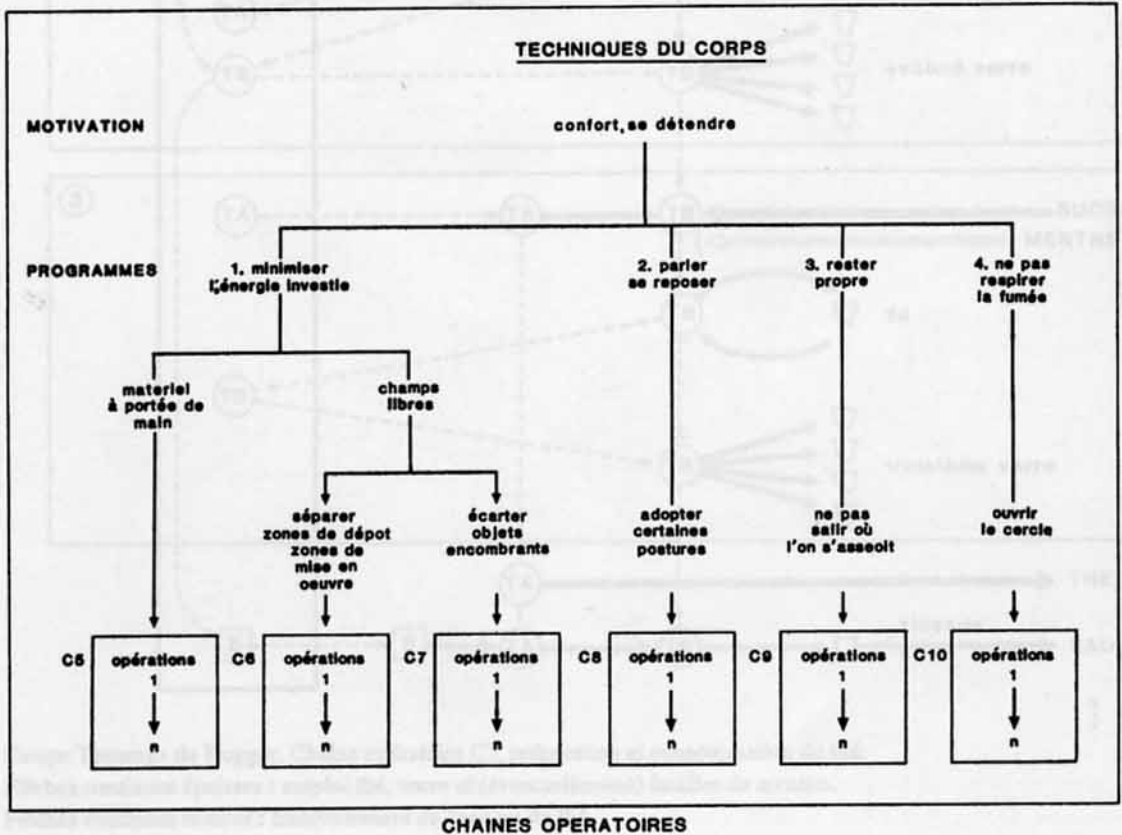 TECHNIQUES DU CORPS
MOTIVATION
confort, se détendre
PROGRAMMES
1. minimiser
l'énergie investie
2. parler
se reposer
3. rester
propre
4. ne pas
respirer
la fumée
materiel
à portée de
main
champs
libres
séparer
zones de dépot
zones de
mise en
oeuvre
écarter
objets
encombrants
adopter
certaines
postures
ne pas
salir où
l'on s'asseoit
ouvrir
le cercle
C5 opérations
1
n
C6 opérations
1
n
C7 opérations
1
n
C8 opérations
1
n
C9 opérations
1
n
C10 opérations
1
n
CHAINES OPERATOIRES